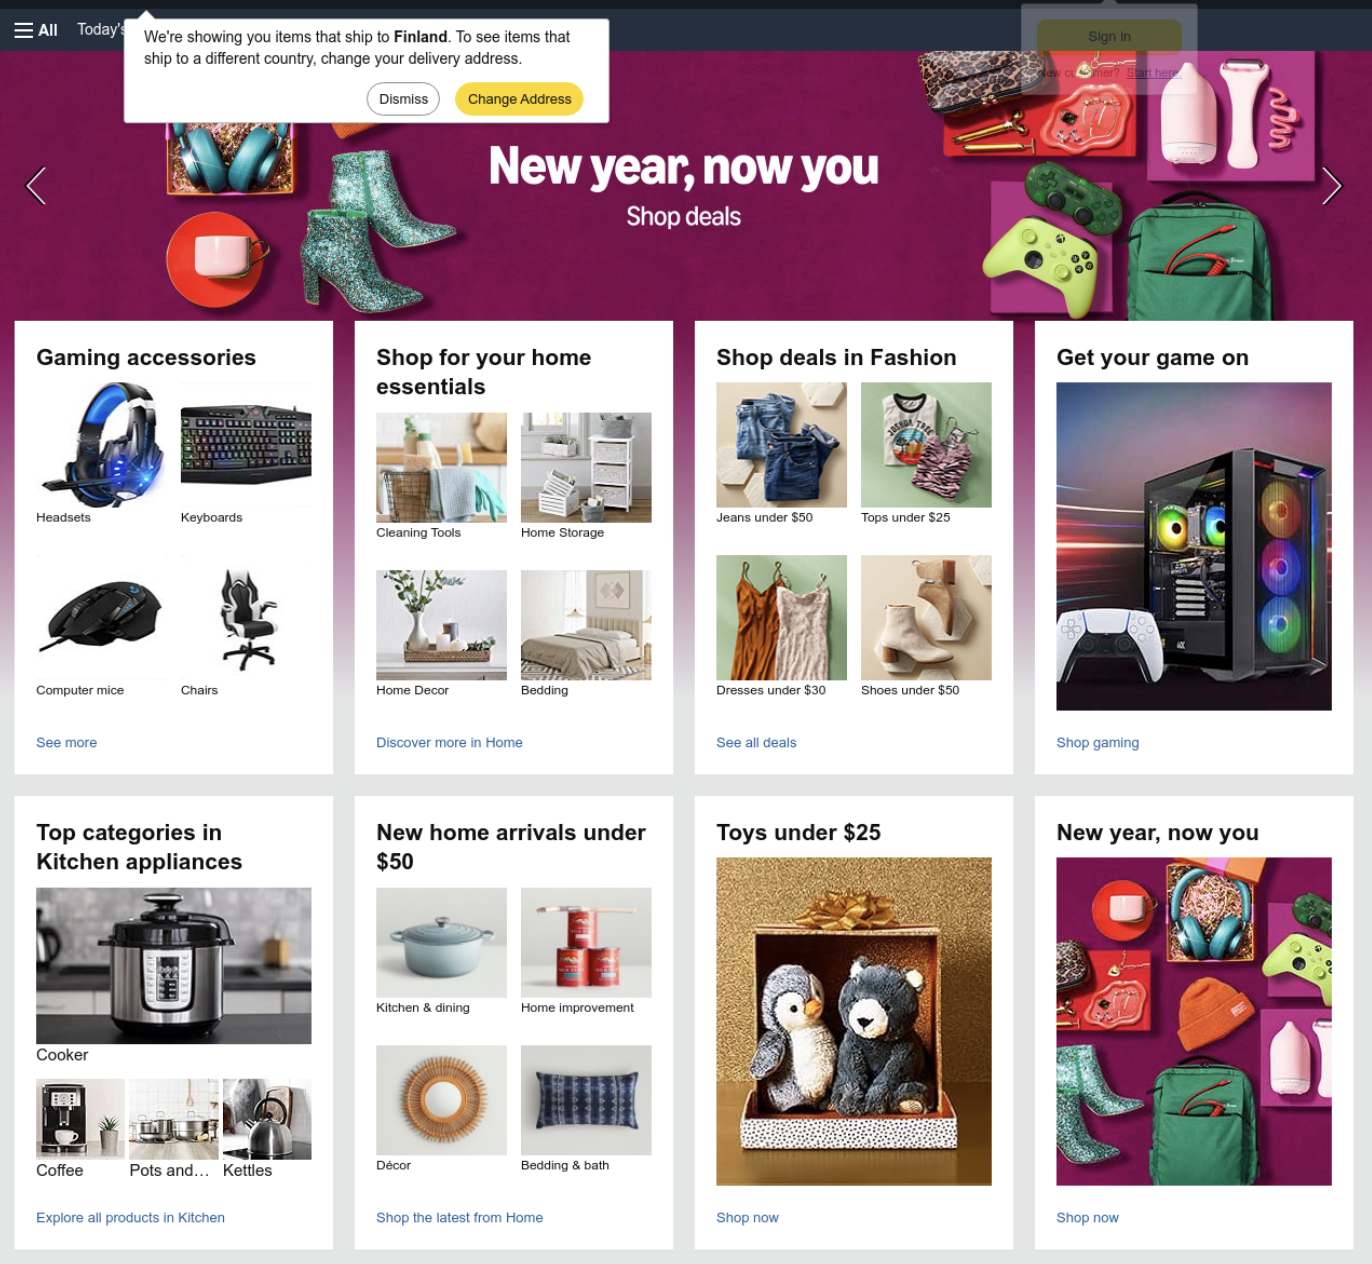 All
Today's
We're showing you items that ship to Finland. To see items that
ship to a different country, change your delivery address.
Dismiss
Change Address
Sign in
New customer? Start here.
New year, now you
Shop deals
Gaming accessories
Headsets
Keyboards
Computer mice
Chairs
See more
Shop for your home
essentials
Cleaning Tools
Home Storage
Home Decor
Bedding
Discover more in Home
Shop deals in Fashion
JOSHUA TREE
Jeans under $50
Tops under $25
Dresses under $30
Shoes under $50
See all deals
Get your game on
Shop gaming
Top categories in
Kitchen appliances
Cooker
Coffee
Pots and...
Kettles
Explore all products in Kitchen
New home arrivals under
$50
Kitchen & dining
Home improvement
Décor
Bedding & bath
Shop the latest from Home
Toys under $25
Shop now
New year, now you
Shop now